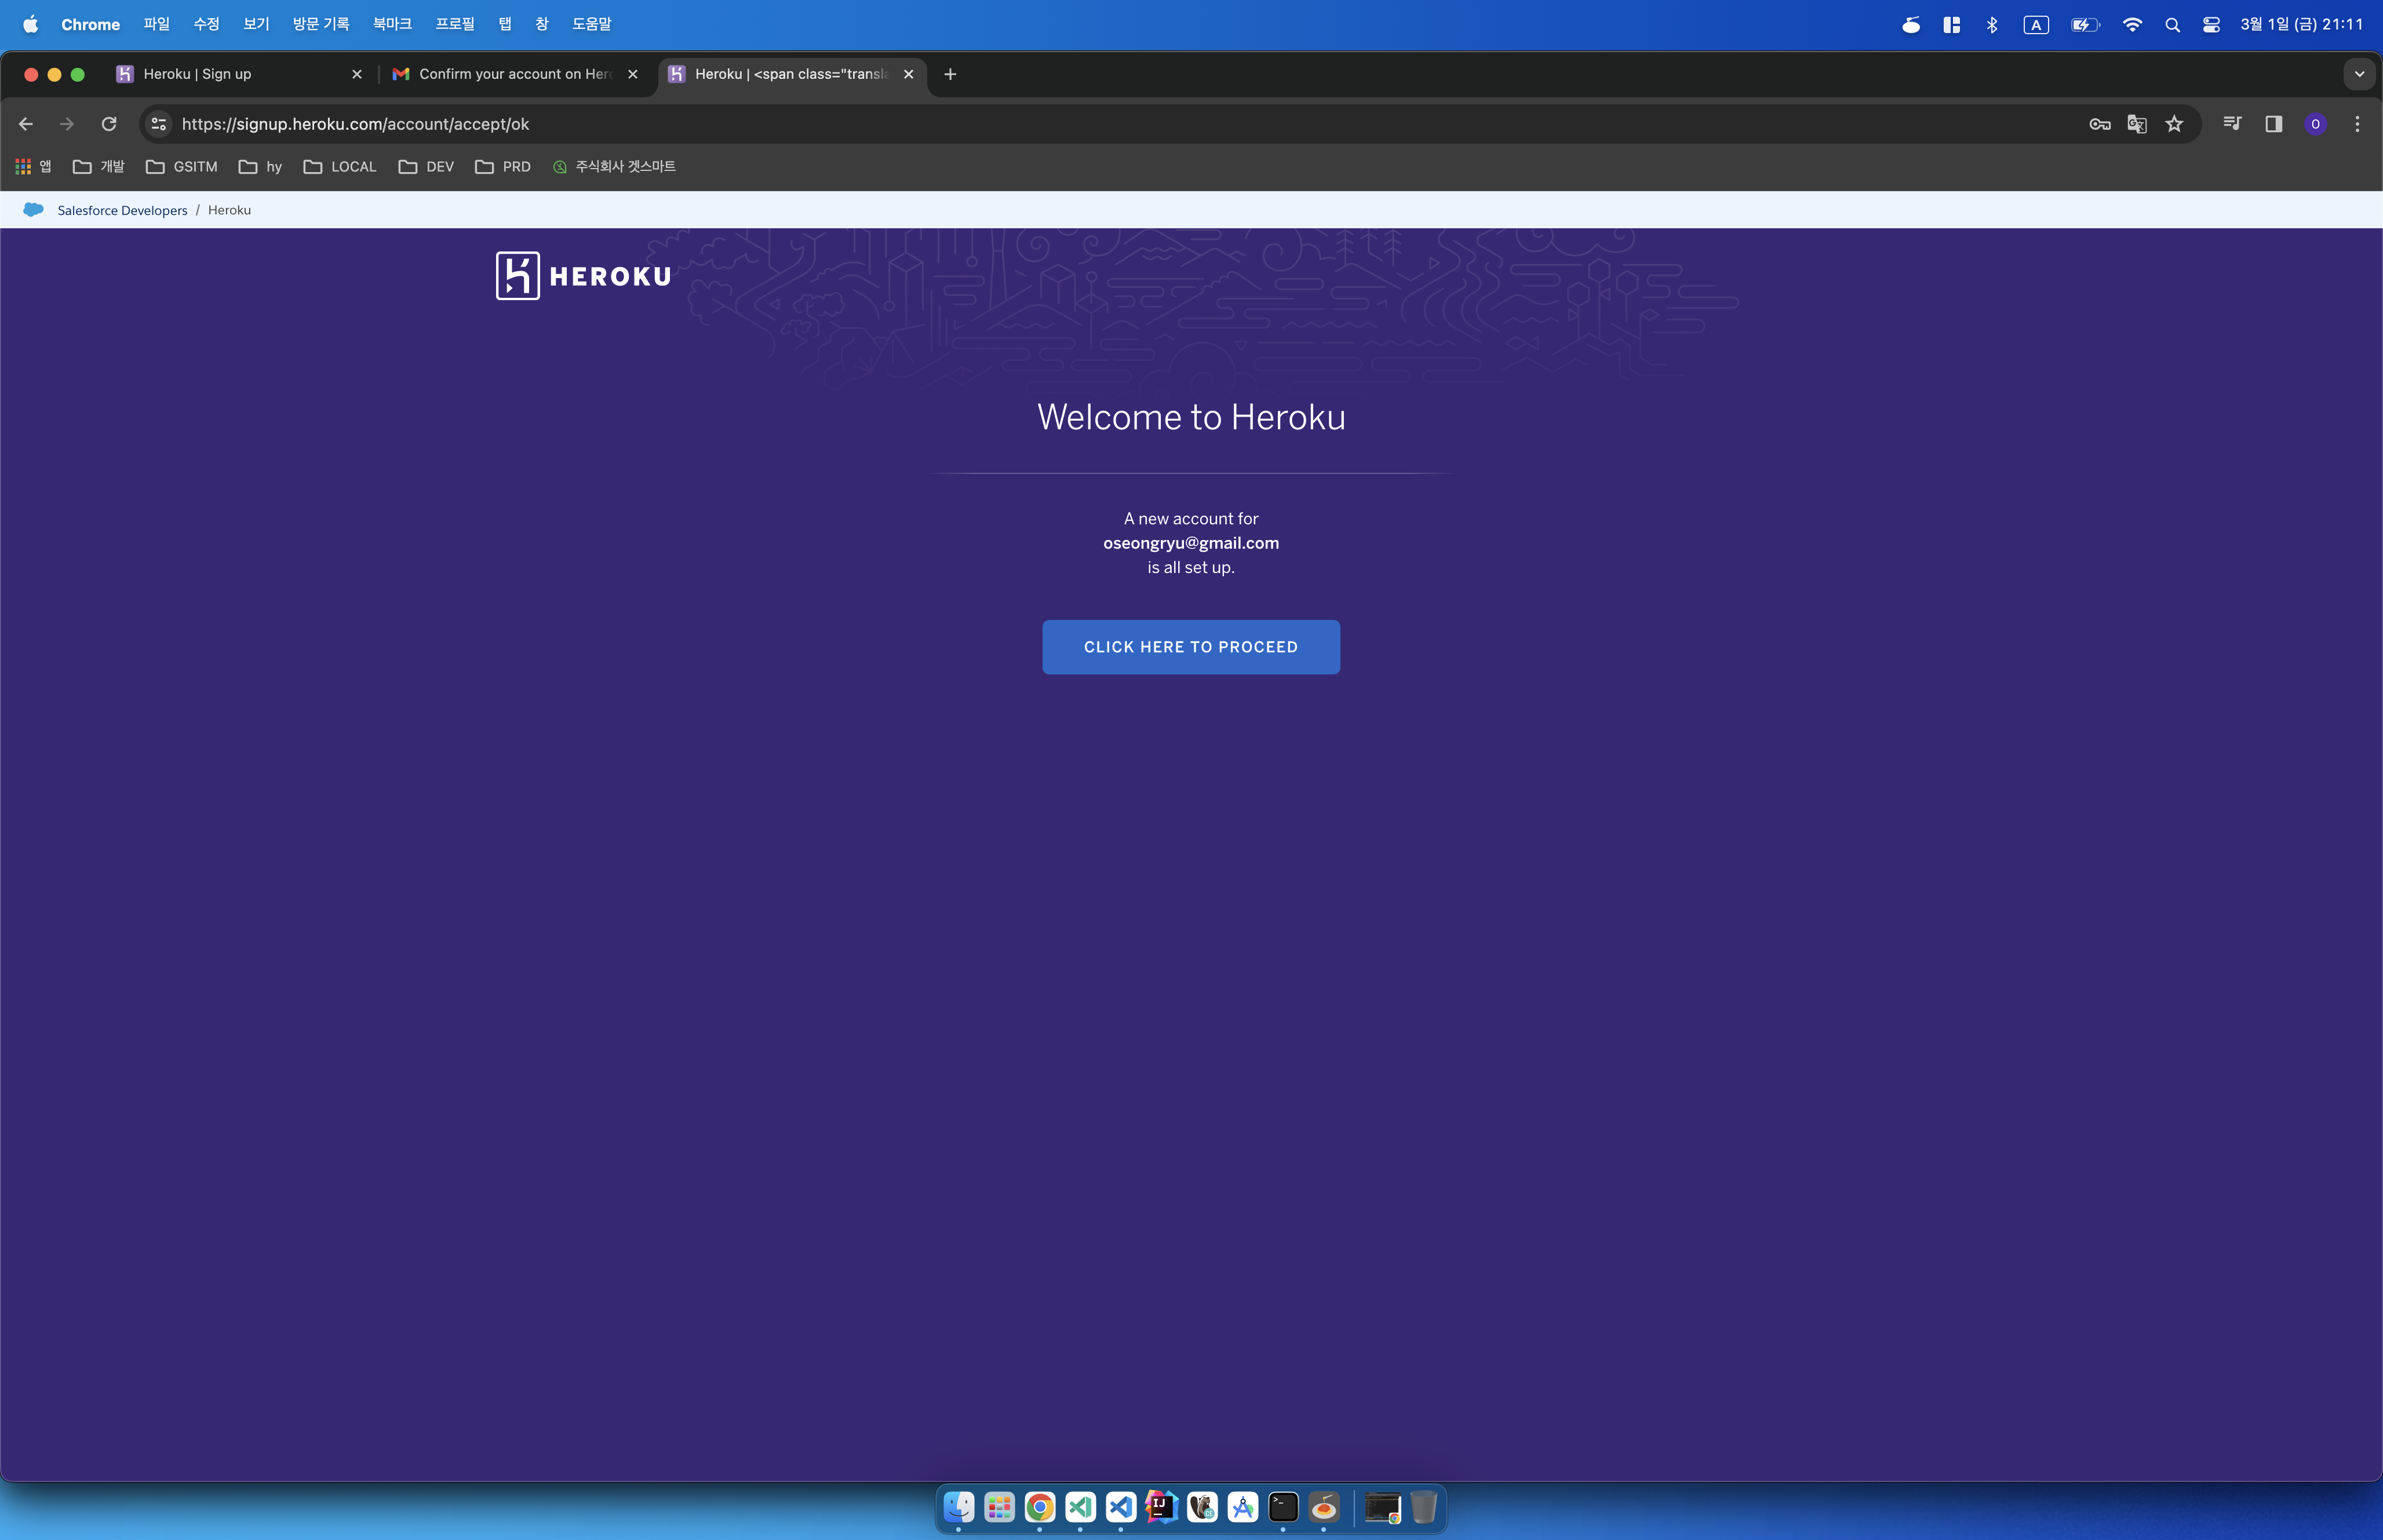 Chrome 파일 수정 보기 방문 기록 북마크 프로필 탭 창 도움말 A 3월 1일 (금) 21:11
Heroku | Sign up Confirm your account on Her Heroku | <span class="transla
https://signup.heroku.com/account/accept/ok O
앱 개발 GSITM hy LOCAL DEV PRD 주식회사 겟스마트
Salesforce Developers / Heroku
HEROKU
Welcome to Heroku
A new account for
oseongryu@gmail.com
is all set up.
CLICK HERE TO PROCEED
IJ